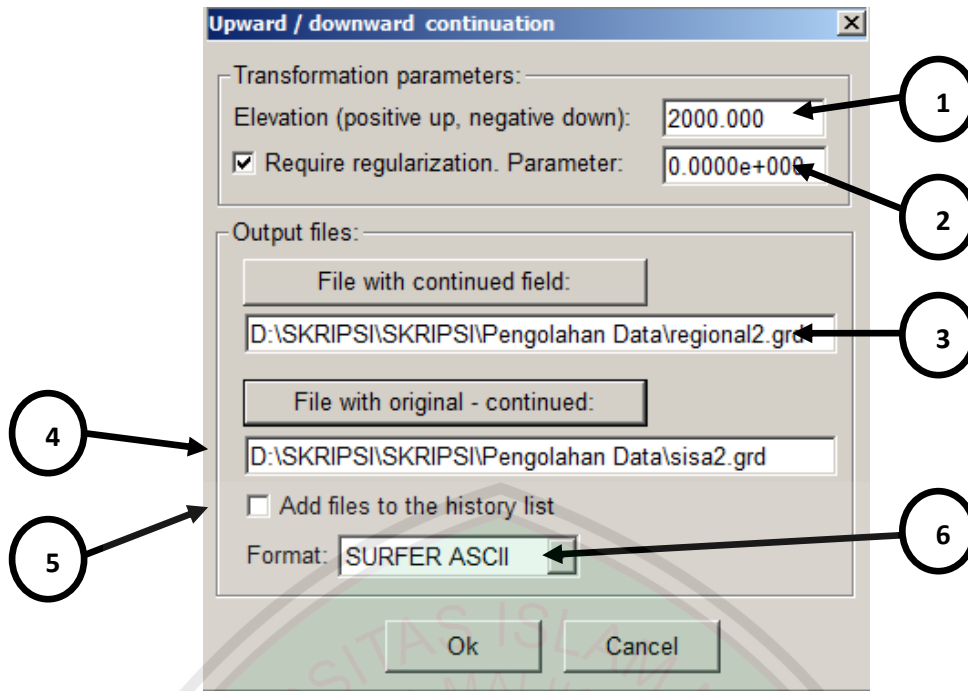 Upward / downward continuation
Transformation parameters:
Elevation (positive up, negative down): 2000.000
1
Require regularization. Parameter: 0.0000e+000
2
Output files:
File with continued field:
D:\SKRIPSI\SKRIPSI\Pengolahan Data\regional2.grd
3
File with original - continued:
4
D:\SKRIPSI\SKRIPSI\Pengolahan Data\sisa2.grd
Add files to the history list
5
Format: SURFER ASCII
6
SITAS ISLAM
Ok Cancel